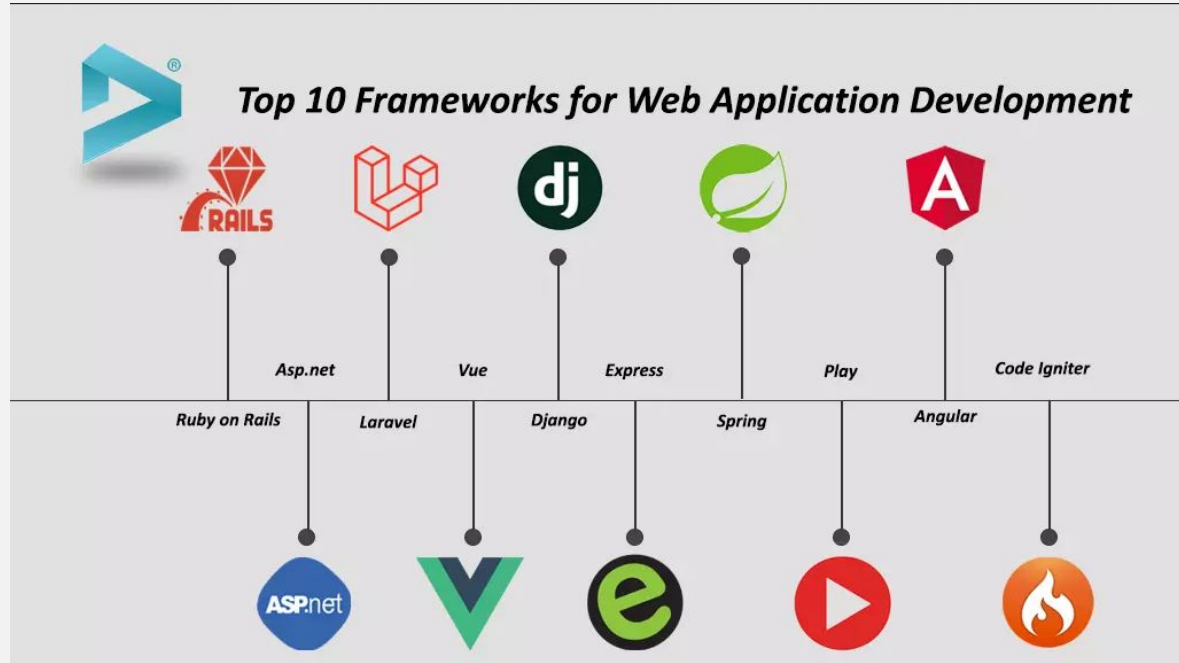 ®
Top 10 Frameworks for Web Application Development
RAILS
dj
A
Asp.net
Vue
Express
Play
Code Igniter
Ruby on Rails
Laravel
Django
Spring
Angular
ASP.net
e